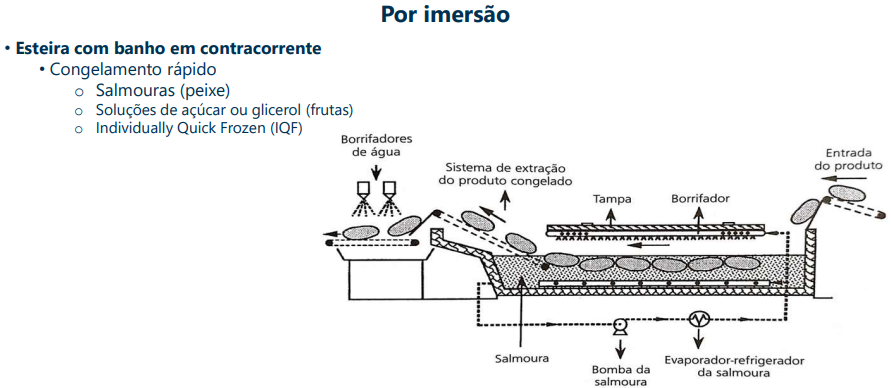 Por imersão
• Esteira com banho em contracorrente
• Congelamento rápido
o Salmouras (peixe)
o Soluções de açúcar ou glicerol (frutas)
o Individually Quick Frozen (IQF)
Borrifadores
de água
Sistema de extração
do produto congelado
Tampa
Borrifador
Entrada
do produto
Salmoura
Bomba da
salmoura
Evaporador-refrigerador
da salmoura